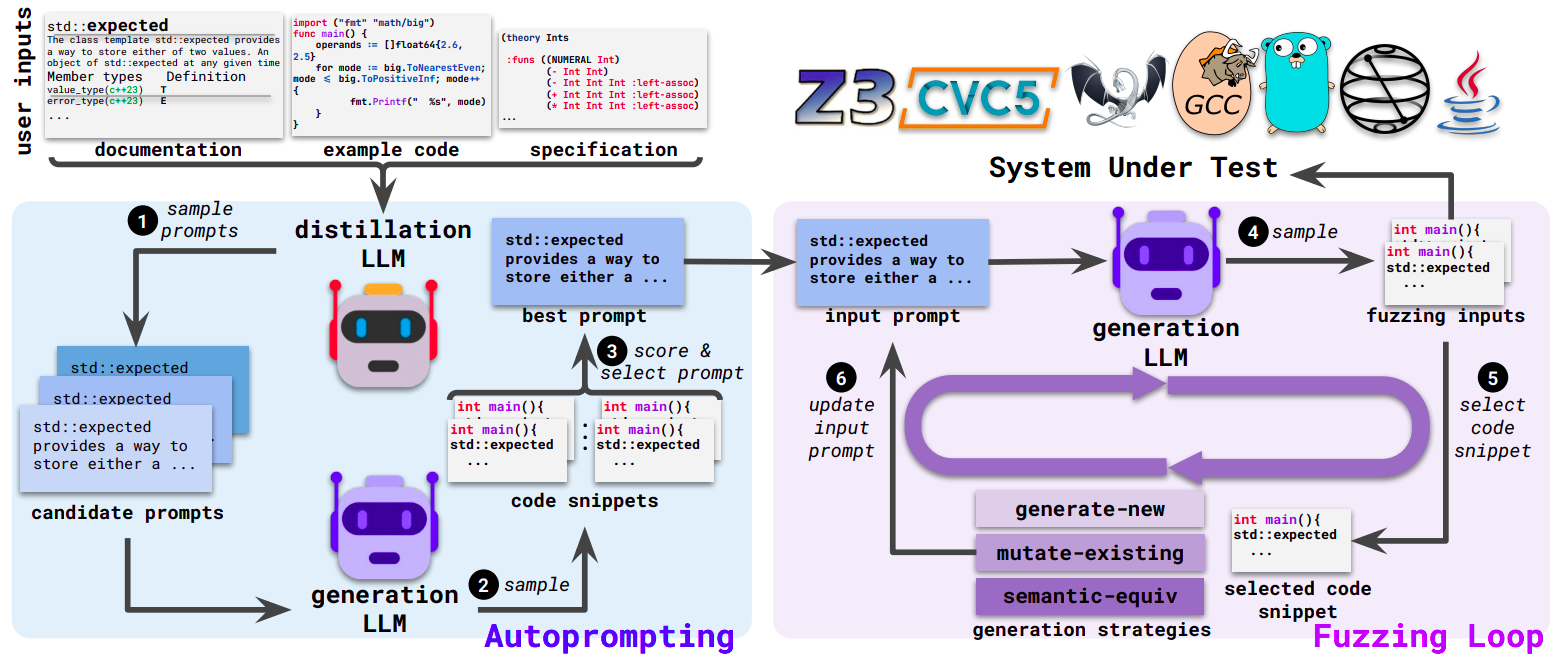 user inputs
std::expected
The class template std::expected provides
a way to store either of two values. An
object of std::expected at any given time
Member types Definition
value_type(c++23) T
error_type(c++23) E
...
documentation
import ("fmt" "math/big")
func main() {
operands := []float64{2.6,
2.5}
for mode := big.ToNearestEven;
mode <= big.ToPositiveInf; mode++
{
fmt.Printf("  %s", mode)
}
}
example code
(theory Ints
:funs ((NUMERAL Int)
(- Int Int)
(- Int Int Int :left-assoc)
(+ Int Int Int :left-assoc)
(* Int Int Int :left-assoc)
...
specification
Z3
CVC5
GCC
System Under Test
1 sample
prompts
distillation
LLM
std::expected
std::expected
std::expected
provides a way to
store either a ...
candidate prompts
generation
LLM
2 sample
int main(){
int main(){
std::expected
...
int main(){
int main(){
std::expected
...
code snippets
3 score &
select prompt
std::expected
provides a way to
store either a ...
best prompt
Autoprompting
std::expected
provides a way to
store either a ...
input prompt
generation
LLM
4 sample
int main(){
int main(){
std::expected
...
fuzzing inputs
5
select
code
snippet
int main(){
std::expected
...
selected code
snippet
generate-new
mutate-existing
semantic-equiv
generation strategies
6
update
input
prompt
Fuzzing Loop